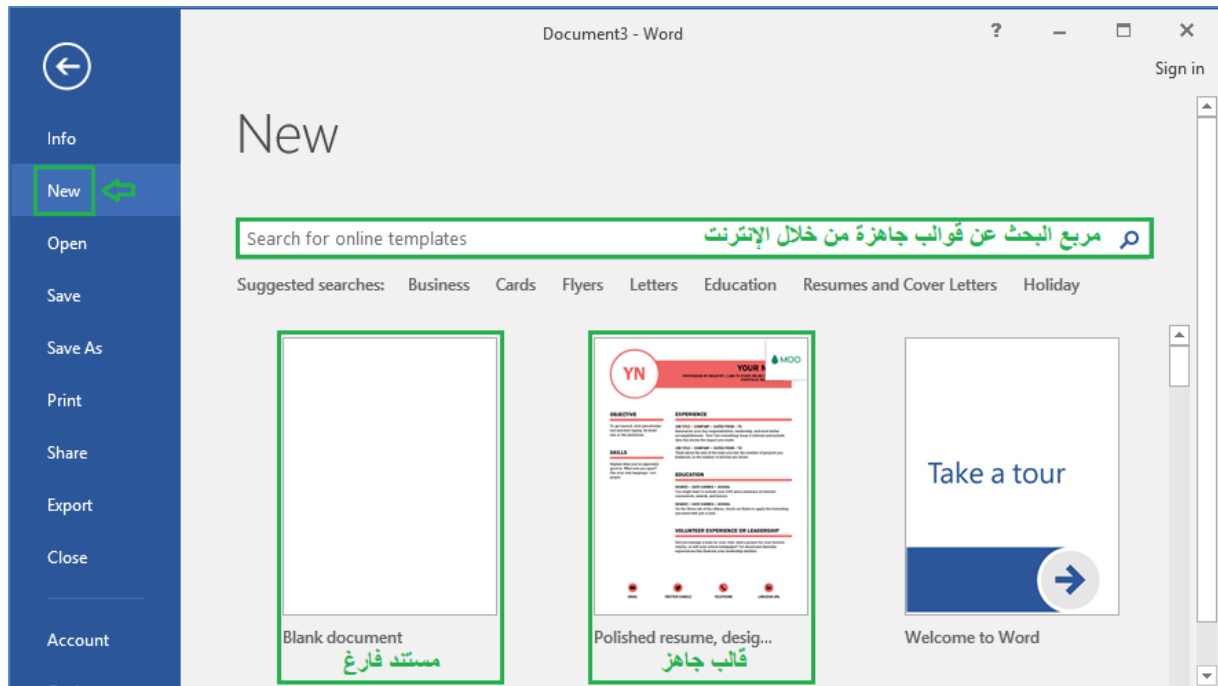 Document3 - Word
Sign in
Info
New
Open
Save
Save As
Print
Share
Export
Close
Account
New
Search for online templates مربع البحث عن قوالب جاهزة من خلال الإنترنت
Suggested searches: Business Cards Flyers Letters Education Resumes and Cover Letters Holiday
MOO
YN
YOUR
OBJECTIVE
SKILLS
EXPERIENCE
EDUCATION
VOLUNTEER EXPERIENCE OR LEADERSHIP
Take a tour
Blank document
مستند فارغ
Polished resume, desig...
قالب جاهز
Welcome to Word